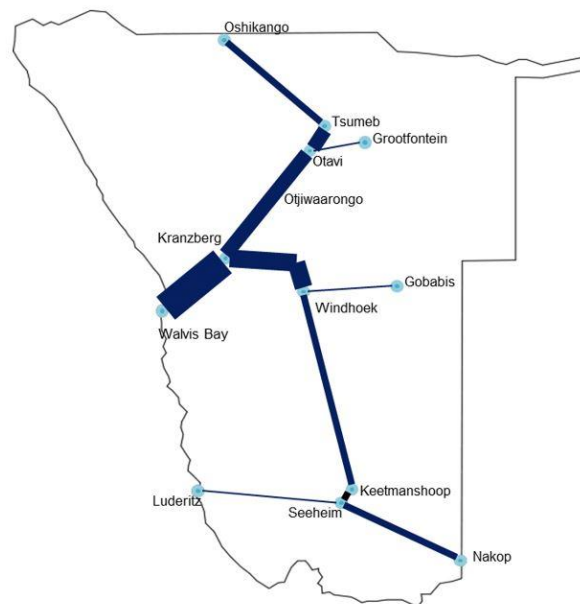 Oshikango
Tsumeb
Grootfontein
Otavi
Otjiwaarongo
Kranzberg
Gobabis
Windhoek
Walvis Bay
Keetmanshoop
Luderitz
Seeheim
Nakop